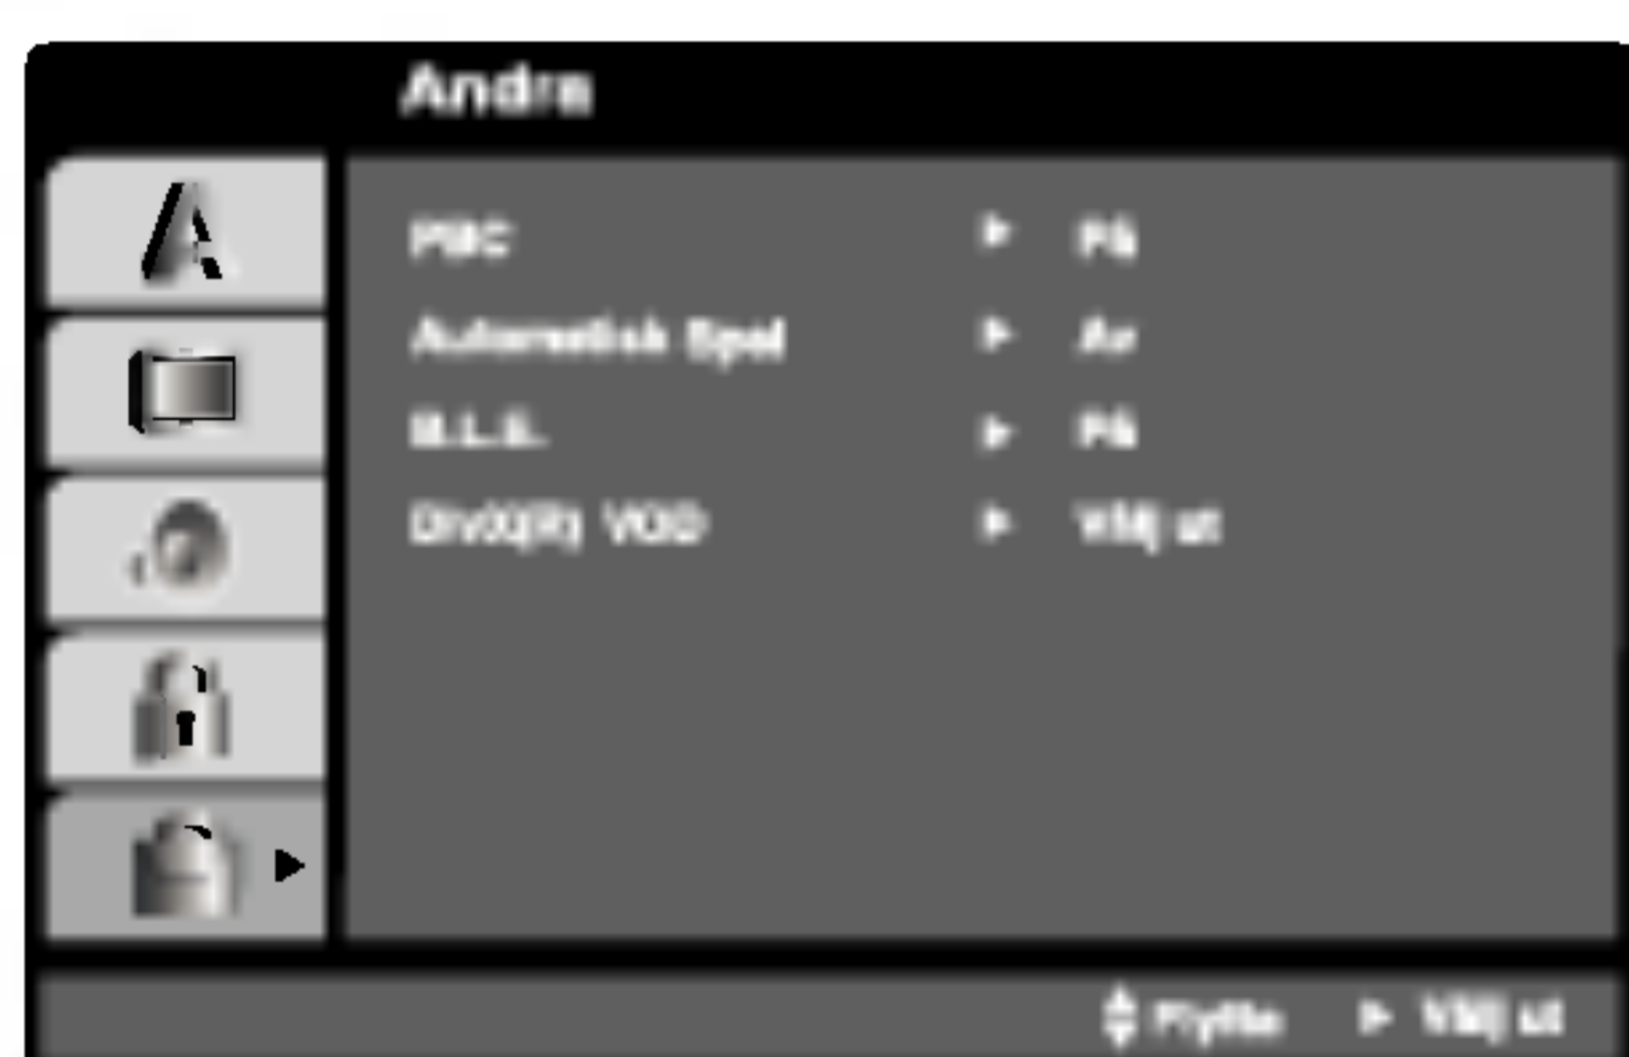 Andra
PBC ► På
Automatisk Spel ► Av
B.L.E. ► På
DivX(R) VOD ► Välj ut
Flytta ► Välj ut